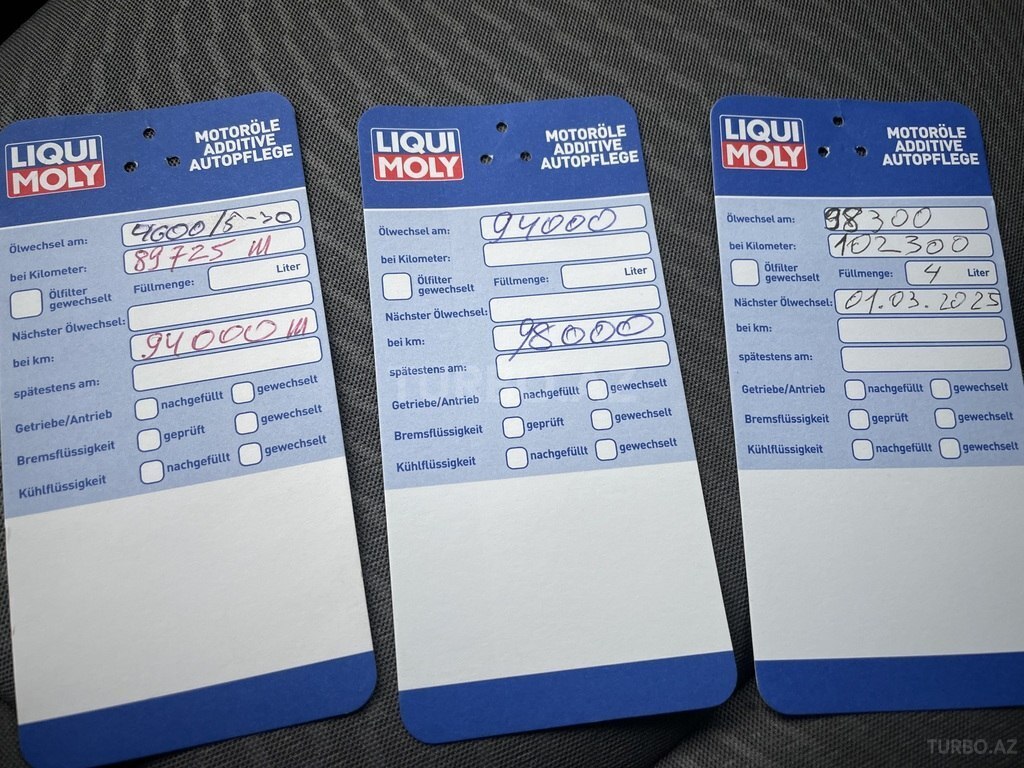 LIQUI
MOLY
MOTORÖLE
ADDITIVE
AUTOPFLEGE
Ölwechsel am: 4600/5-30
bei Kilometer: 89725
Ölfilter
gewechselt
Füllmenge: Liter
Nächster Ölwechsel:
bei km: 94000
spätestens am:
Getriebe/Antrieb nachgefüllt gewechselt
Bremsflüssigkeit geprüft gewechselt
Kühlflüssigkeit nachgefüllt gewechselt
LIQUI
MOLY
MOTORÖLE
ADDITIVE
AUTOPFLEGE
Ölwechsel am: 94000
bei Kilometer:
Ölfilter
gewechselt
Füllmenge: Liter
Nächster Ölwechsel:
bei km: 98000
spätestens am:
Getriebe/Antrieb nachgefüllt gewechselt
Bremsflüssigkeit geprüft gewechselt
Kühlflüssigkeit nachgefüllt gewechselt
LIQUI
MOLY
MOTORÖLE
ADDITIVE
AUTOPFLEGE
Ölwechsel am: 98300
bei Kilometer: 102300
Ölfilter
gewechselt
Füllmenge: 4 Liter
Nächster Ölwechsel: 01.03.2025
bei km:
spätestens am:
Getriebe/Antrieb nachgefüllt gewechselt
Bremsflüssigkeit geprüft gewechselt
Kühlflüssigkeit nachgefüllt gewechselt
TURBO.AZ